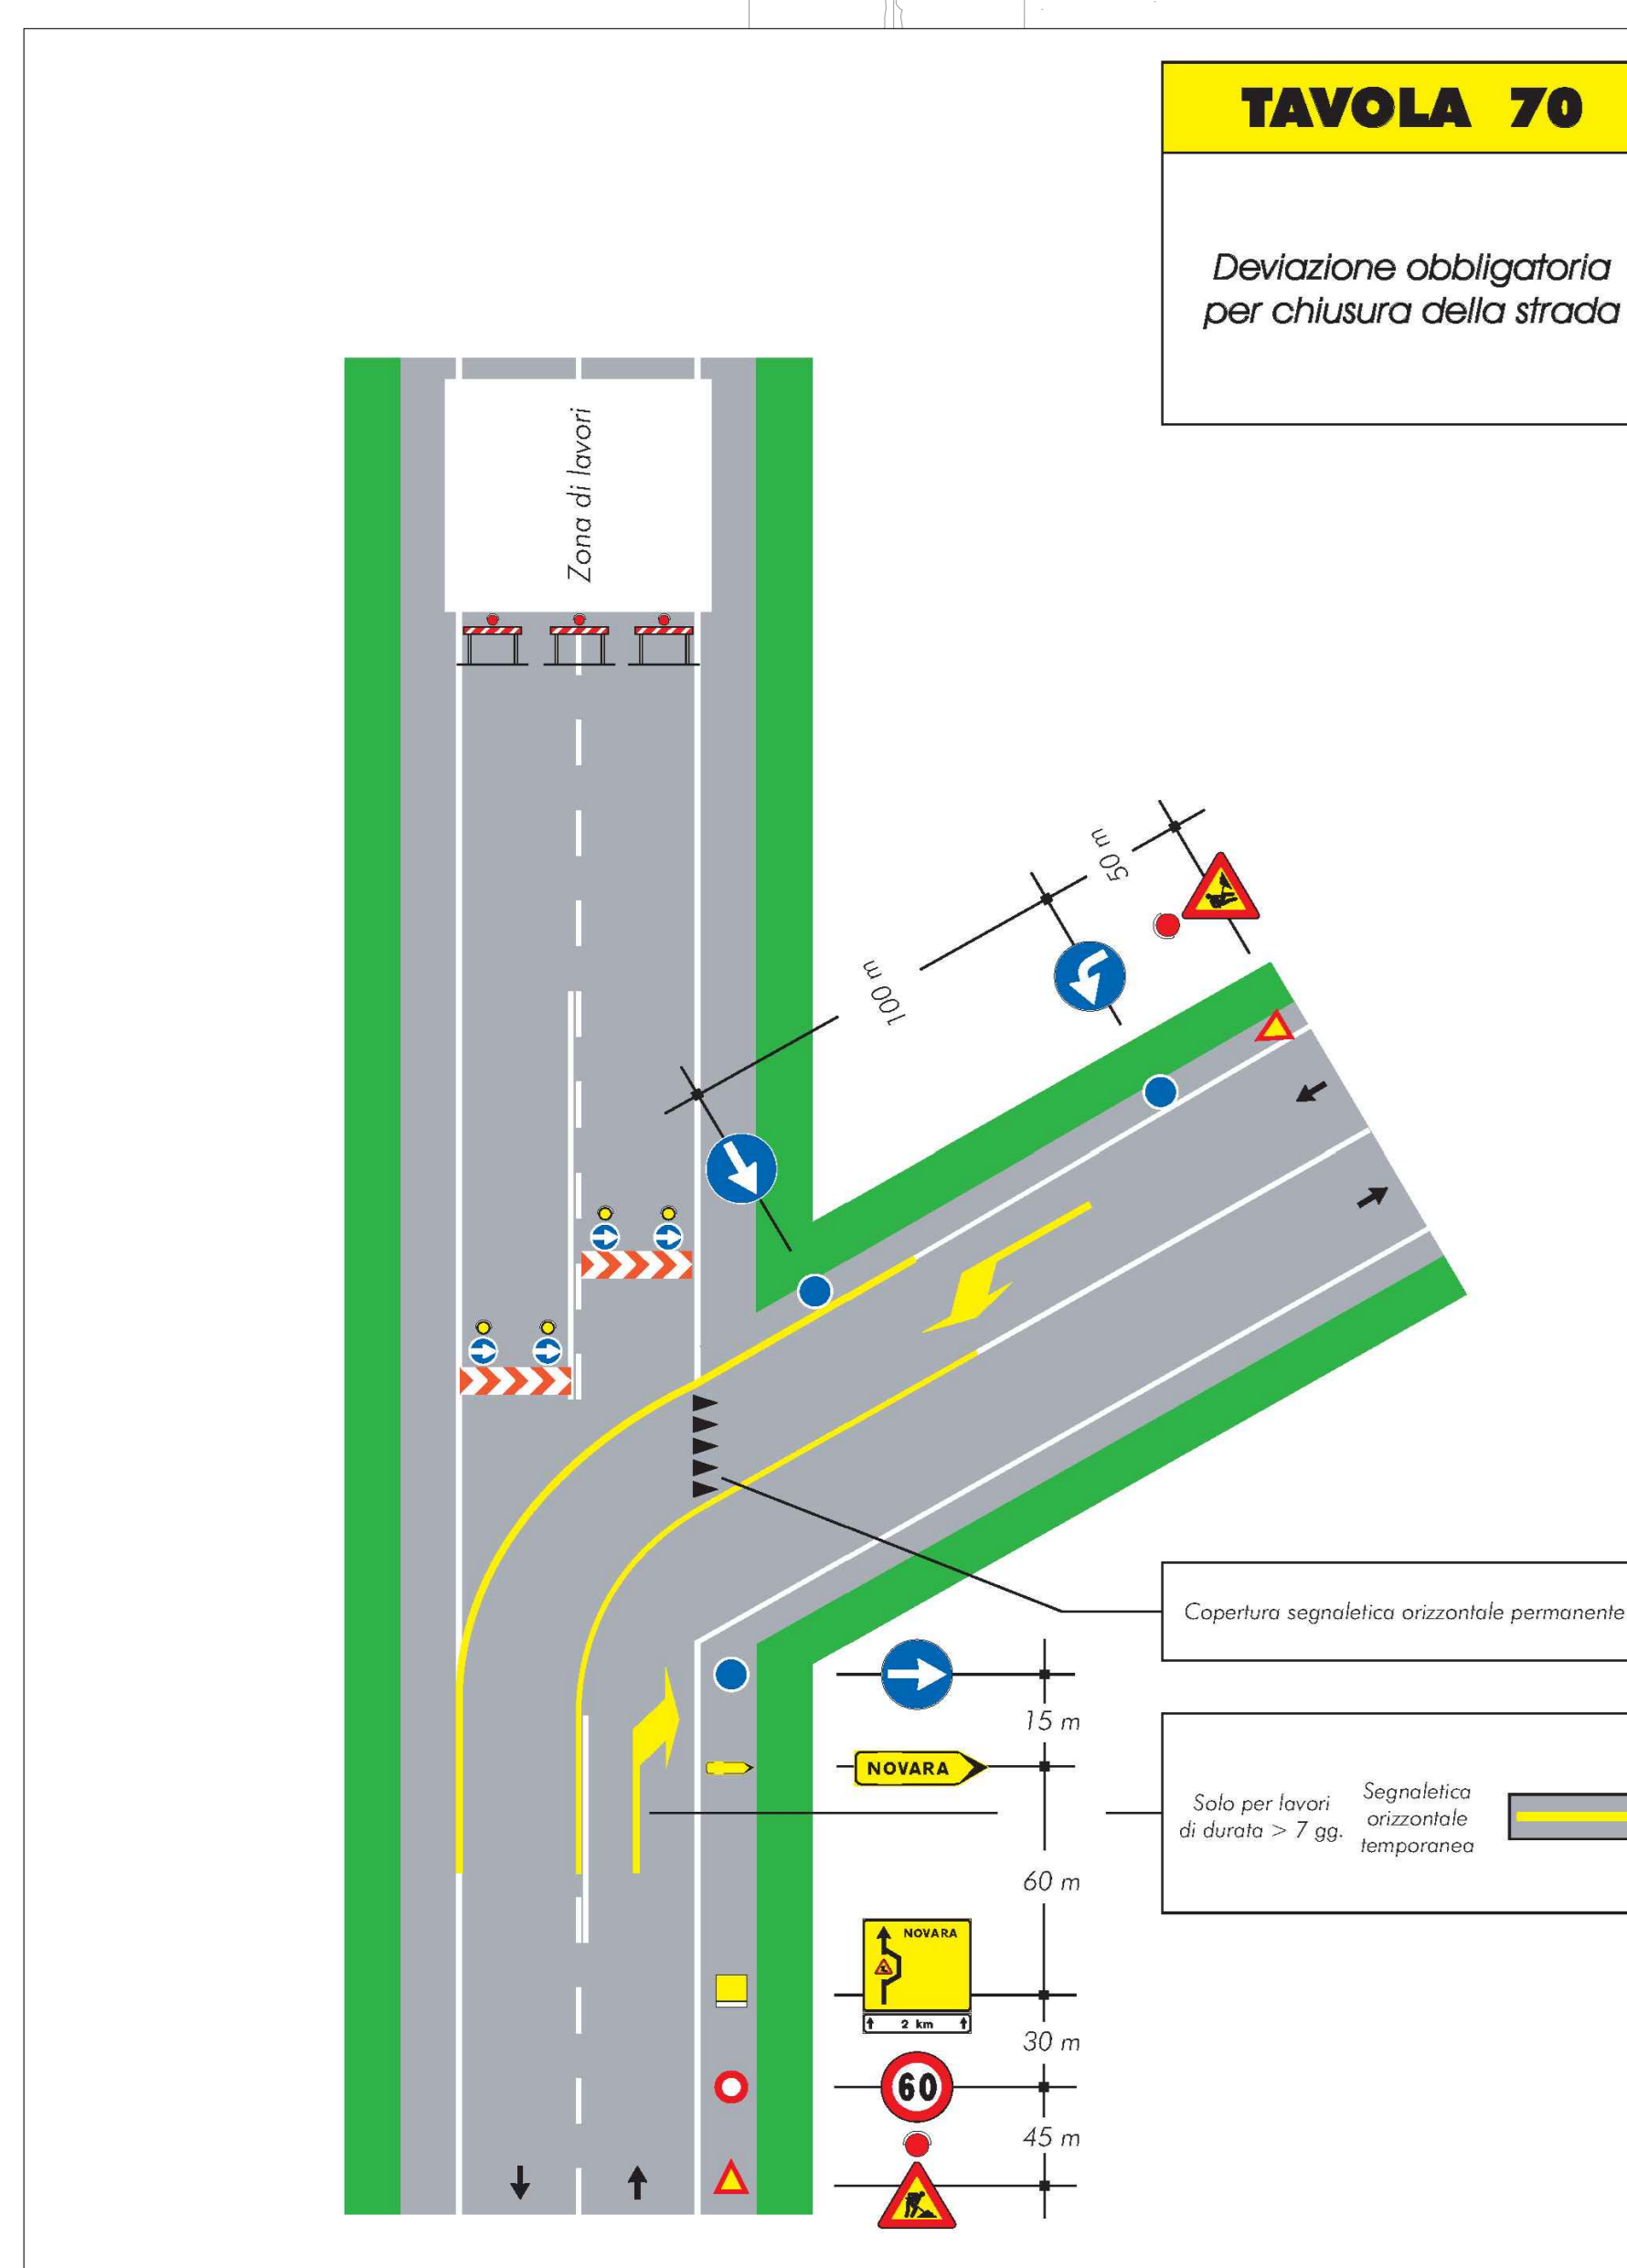 TAVOLA 70
Deviazione obbligatoria
per chiusura della strada
Zona di lavori
50 m
100 m
Copertura segnaletica orizzontale permanente
15 m
NOVARA
Solo per lavori
di durata > 7 gg.
Segnaletica
orizzontale
temporanea
60 m
NOVARA
2 km
30 m
60
45 m